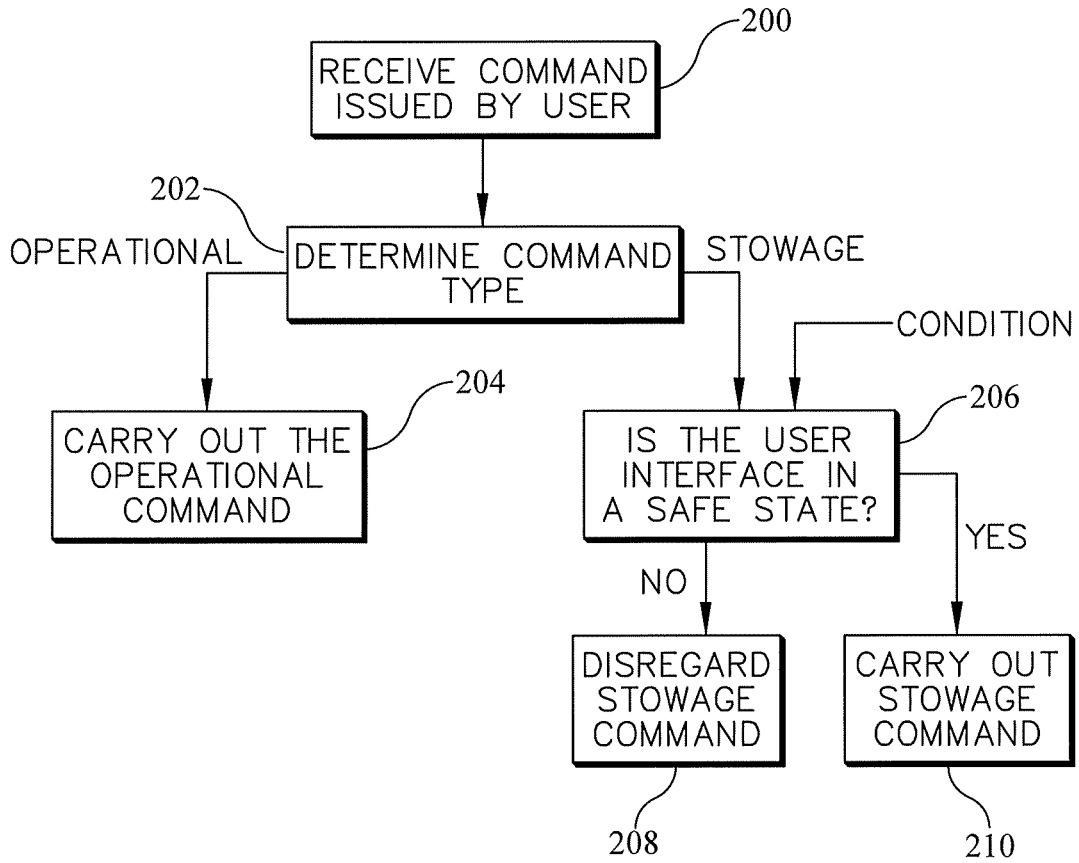 200
RECEIVE COMMAND
ISSUED BY USER
202
OPERATIONAL
DETERMINE COMMAND
TYPE
STOWAGE
CONDITION
204
CARRY OUT THE
OPERATIONAL
COMMAND
206
IS THE USER
INTERFACE IN
A SAFE STATE?
NO
YES
DISREGARD
STOWAGE
COMMAND
CARRY OUT
STOWAGE
COMMAND
208
210